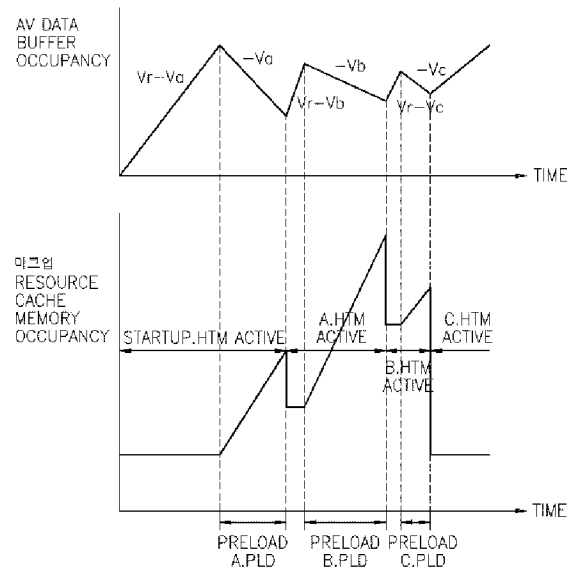 AV DATA
BUFFER
OCCUPANCY
Vr-Va
-Va
Vr-Vb
-Vb
Vr-Vc
-Vc
TIME
마크업
RESOURCE
CACHE
MEMORY
OCCUPANCY
STARTUP.HTM ACTIVE
A.HTM
ACTIVE
B.HTM
ACTIVE
C.HTM
ACTIVE
TIME
PRELOAD
A.PLD
PRELOAD
B.PLD
PRELOAD
C.PLD